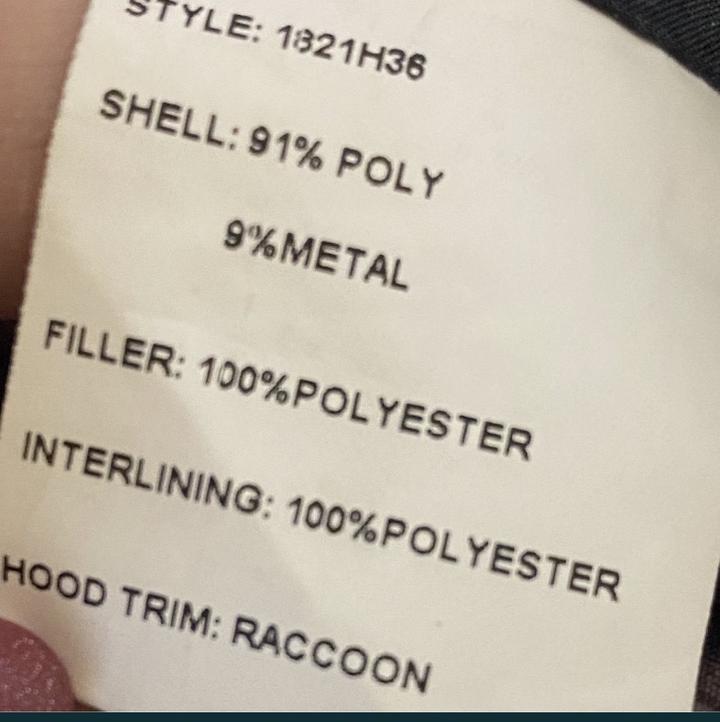 STYLE: 1821H36
SHELL: 91% POLY
9%METAL
FILLER: 100%POLYESTER
INTERLINING: 100%POLYESTER
HOOD TRIM: RACCOON